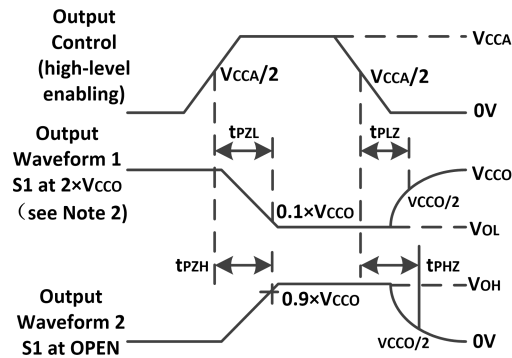 Output
Control
(high-level
enabling)
VCCA/2
VCCA/2
VCCA
0V
tPZL
tPLZ
Output
Waveform 1
S1 at 2×VCCO
（see Note 2)
0.1×VCCO
VCCO/2
VCCO
VOL
tPZH
tPHZ
Output
Waveform 2
S1 at OPEN
0.9×VCCO
VCCO/2
VOH
0V